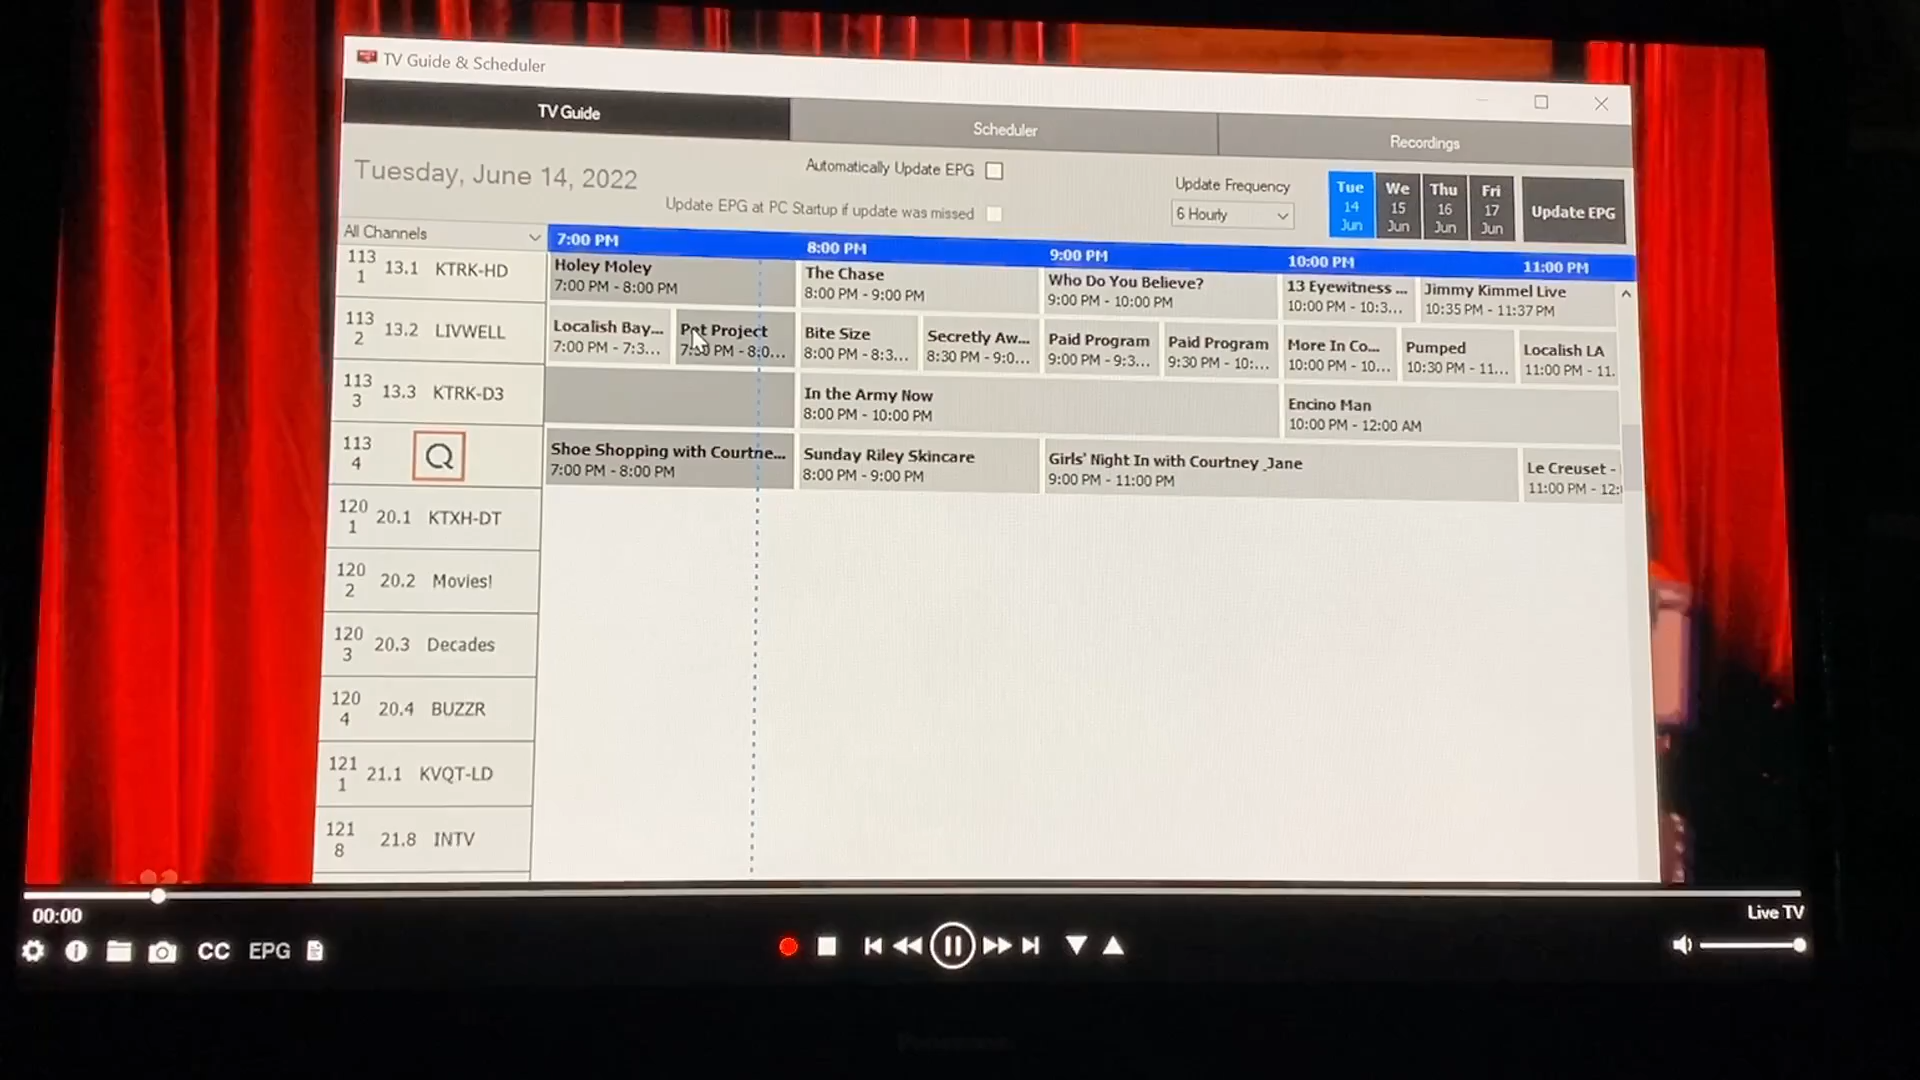 TV Guide & Scheduler
TV Guide
Scheduler
Recordings
Tuesday, June 14, 2022
Automatically Update EPG
Update EPG at PC Startup if update was missed
Update Frequency
6 Hourly
Tue
14
Jun
We
15
Jun
Thu
16
Jun
Fri
17
Jun
Update EPG
All Channels
7:00 PM
8:00 PM
9:00 PM
10:00 PM
11:00 PM
113
1
13.1 KTRK-HD
Holey Moley
7:00 PM - 8:00 PM
The Chase
8:00 PM - 9:00 PM
Who Do You Believe?
9:00 PM - 10:00 PM
13 Eyewitness ...
10:00 PM - 10:3...
Jimmy Kimmel Live
10:35 PM - 11:37 PM
113
2
13.2 LIVWELL
Localish Bay...
7:00 PM - 7:3...
Pet Project
7:30 PM - 8:0...
Bite Size
8:00 PM - 8:3...
Secretly Aw...
8:30 PM - 9:0...
Paid Program
9:00 PM - 9:3...
Paid Program
9:30 PM - 10:...
More In Co...
10:00 PM - 10...
Pumped
10:30 PM - 11...
Localish LA
11:00 PM - 11.
113
3
13.3 KTRK-D3
In the Army Now
8:00 PM - 10:00 PM
Encino Man
10:00 PM - 12:00 AM
113
4
Q
Shoe Shopping with Courtne...
7:00 PM - 8:00 PM
Sunday Riley Skincare
8:00 PM - 9:00 PM
Girls' Night In with Courtney Jane
9:00 PM - 11:00 PM
Le Creuset -
11:00 PM - 12:
120
1
20.1 KTXH-DT
120
2
20.2 Movies!
120
3
20.3 Decades
120
4
20.4 BUZZR
121
1
21.1 KVQT-LD
121
8
21.8 INTV
00:00
Live TV
CC EPG